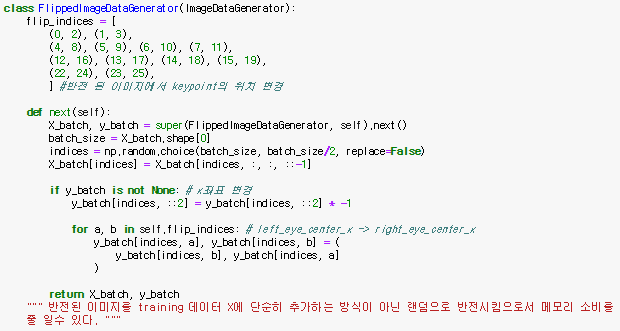 class FlippedImageDataGenerator(ImageDataGenerator):
    flip_indices = [
        (0, 2), (1, 3),
        (4, 8), (5, 9), (6, 10), (7, 11),
        (12, 16), (13, 17), (14, 18), (15, 19),
        (22, 24), (23, 25),
        ] #반전 된 이미지에서 keypoint의 위치 변경

    def next(self):
        X_batch, y_batch = super(FlippedImageDataGenerator, self).next()
        batch_size = X_batch.shape[0]
        indices = np.random.choice(batch_size, batch_size/2, replace=False)
        X_batch[indices] = X_batch[indices, :, :, ::-1]

        if y_batch is not None: # x좌표 변경
            y_batch[indices, ::2] = y_batch[indices, ::2] * -1

            for a, b in self.flip_indices: # left_eye_center_x -> right_eye_center_x
                y_batch[indices, a], y_batch[indices, b] = (
                    y_batch[indices, b], y_batch[indices, a]
                )

        return X_batch, y_batch
    """ 반전된 이미지를 training 데이터 X에 단순히 추가하는 방식이 아닌 랜덤으로 반전시킴으로서 메모리 소비를
    줄 일수 있다. """